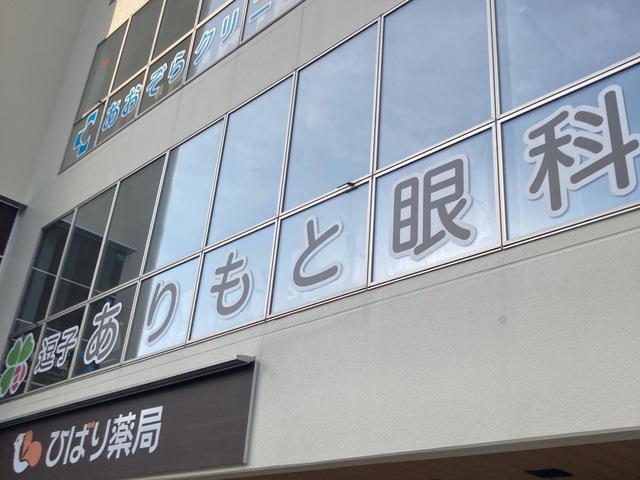 あおぞらクリニ
逗子ありもと眼科
ひばり薬局